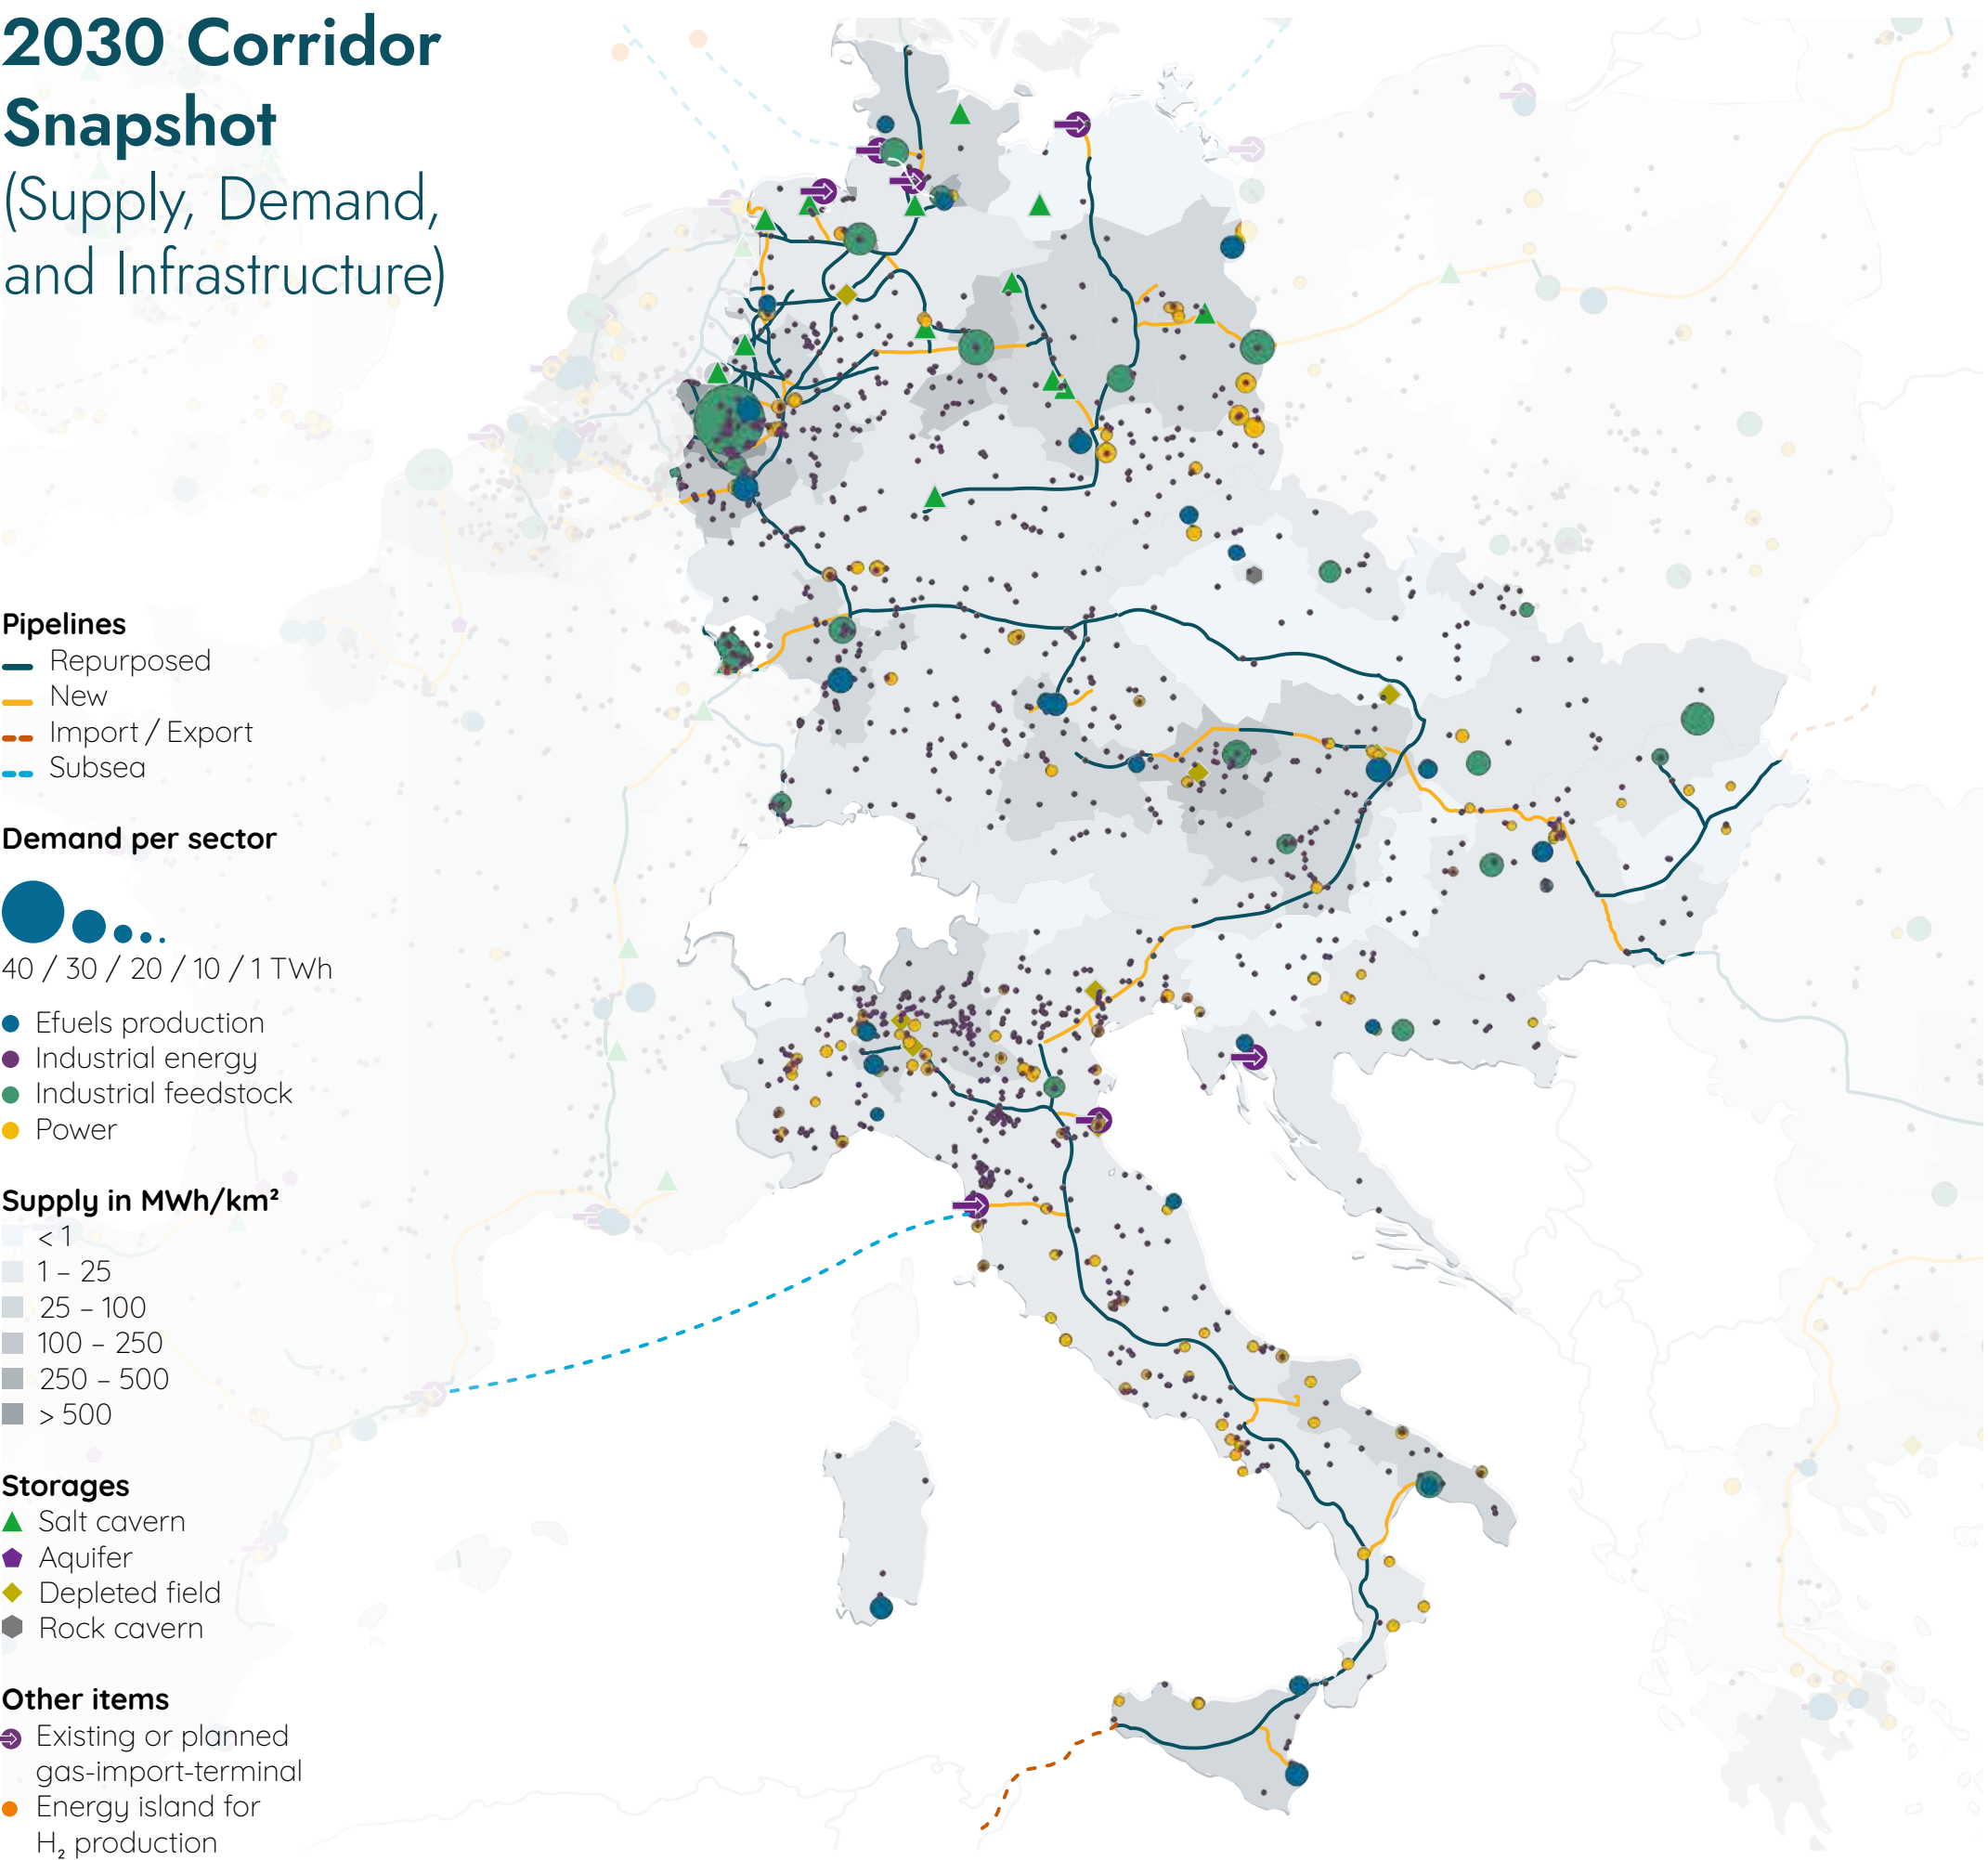 2030 Corridor
Snapshot
(Supply, Demand,
and Infrastructure)
Pipelines
Repurposed
New
Import / Export
Subsea
Demand per sector
40 / 30 / 20 / 10 / 1 TWh
Efuels production
Industrial energy
Industrial feedstock
Power
Supply in MWh/km²
< 1
1 – 25
25 – 100
100 – 250
250 – 500
> 500
Storages
Salt cavern
Aquifer
Depleted field
Rock cavern
Other items
Existing or planned
gas-import-terminal
Energy island for
H₂ production